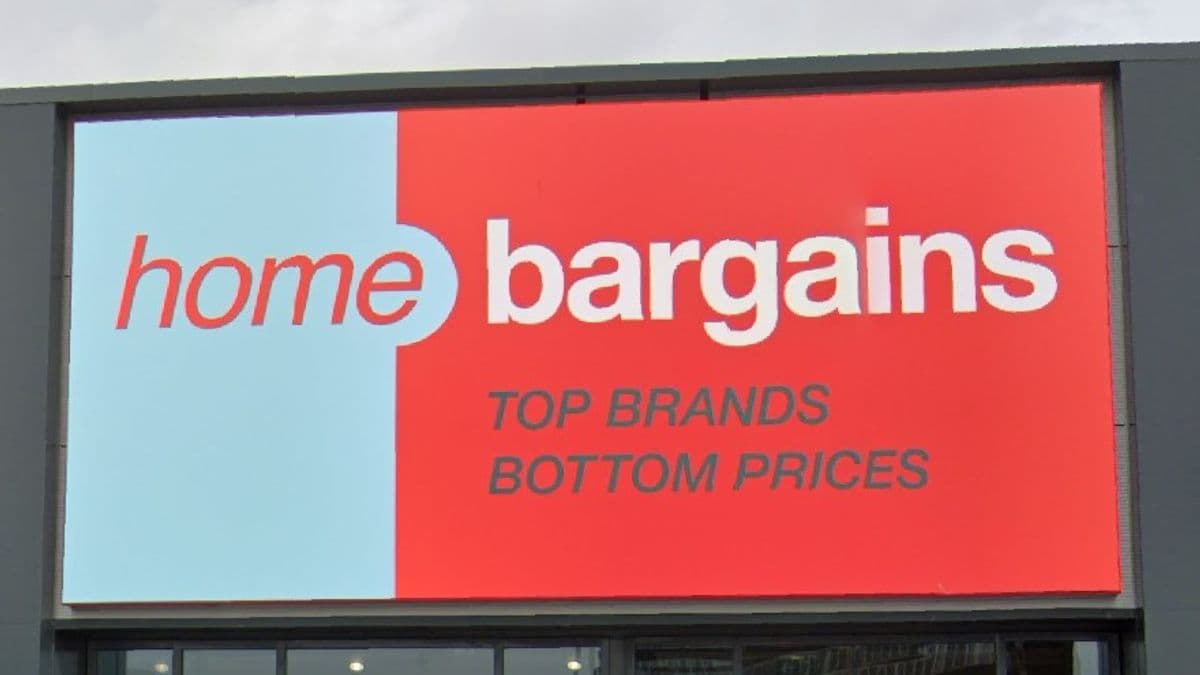 home bargains
TOP BRANDS
BOTTOM PRICES